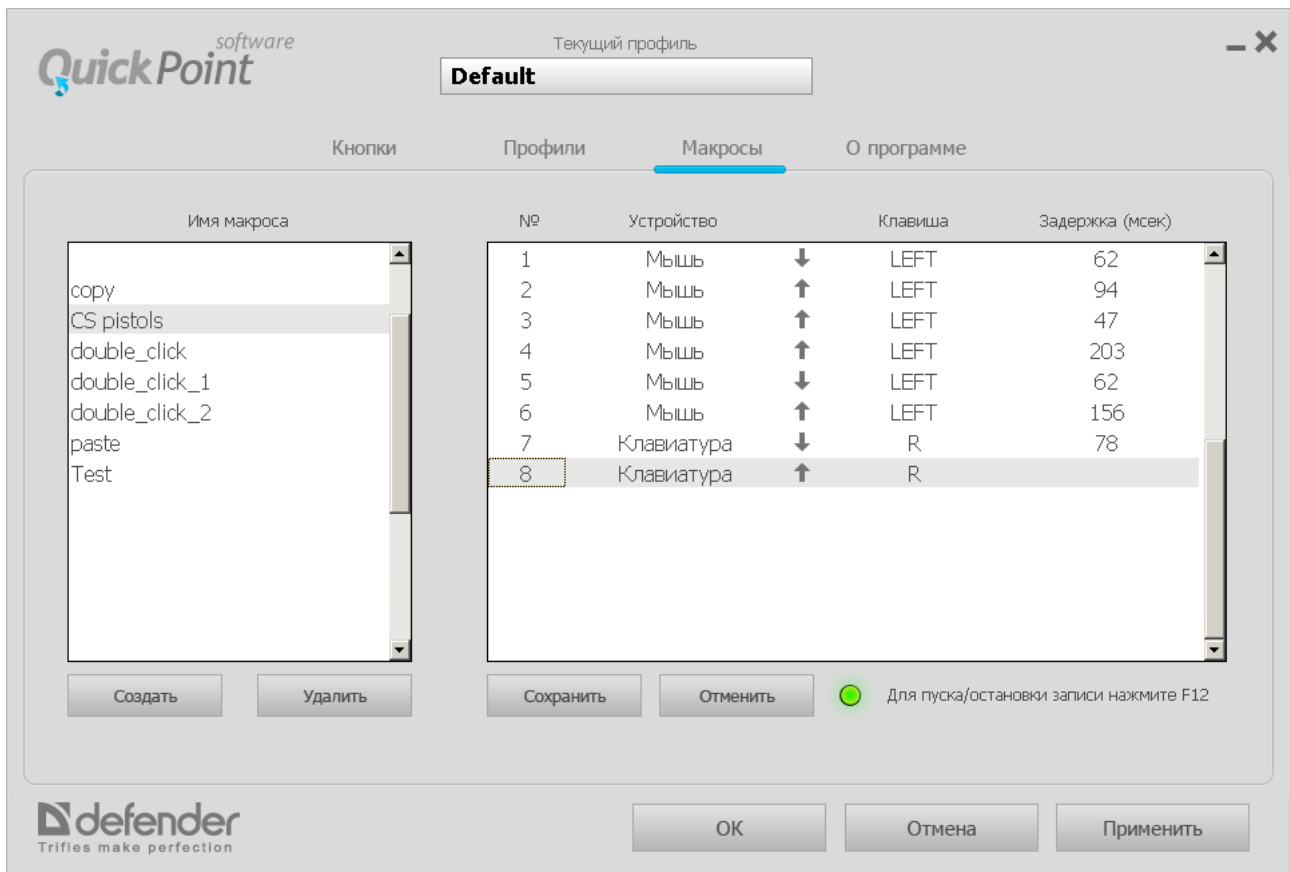 software
QuickPoint
Текущий профиль
Default
Кнопки Профили Макросы О программе
Имя макроса
№ Устройство Клавиша Задержка (мсек)
copy
CS pistols
double_click
double_click_1
double_click_2
paste
Test
1 Мышь LEFT 62
2 Мышь LEFT 94
3 Мышь LEFT 47
4 Мышь LEFT 203
5 Мышь LEFT 62
6 Мышь LEFT 156
7 Клавиатура R 78
8 Клавиатура R
Создать Удалить
Сохранить Отменить Для пуска/остановки записи нажмите F12
defender
Trifles make perfection
OK Отмена Применить